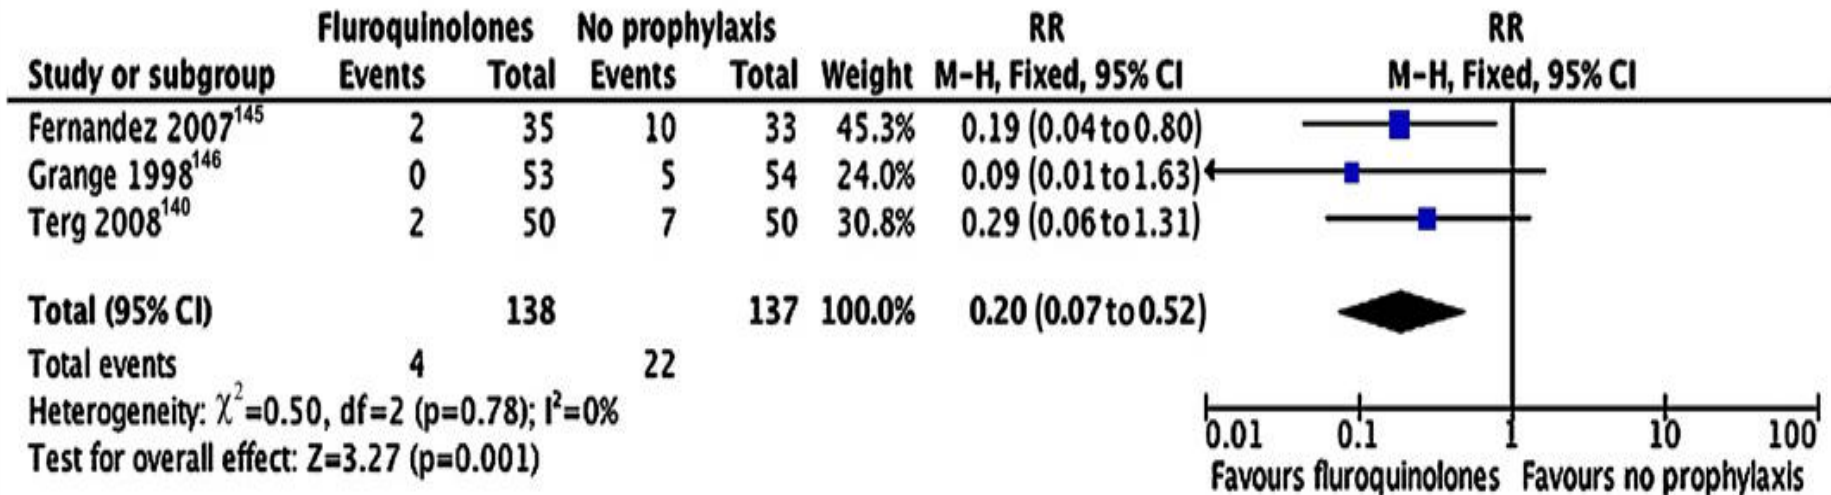 Fluroquinolones No prophylaxis RR RR
Study or subgroup Events Total Events Total Weight M-H, Fixed, 95% CI M-H, Fixed, 95% CI
Fernandez 2007¹⁴⁵ 2 35 10 33 45.3% 0.19 (0.04 to 0.80)
Grange 1998¹⁴⁶ 0 53 5 54 24.0% 0.09 (0.01 to 1.63)
Terg 2008¹⁴⁰ 2 50 7 50 30.8% 0.29 (0.06 to 1.31)
Total (95% CI) 138 137 100.0% 0.20 (0.07 to 0.52)
Total events 4 22
Heterogeneity: χ²=0.50, df=2 (p=0.78); I²=0%
Test for overall effect: Z=3.27 (p=0.001)
0.01 0.1 1 10 100
Favours fluroquinolones Favours no prophylaxis